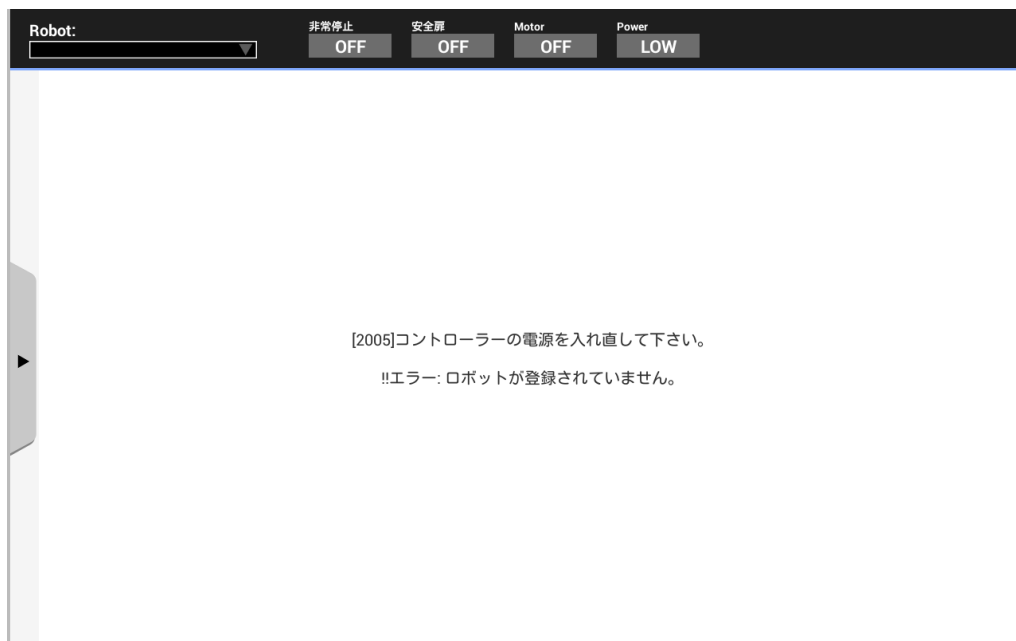 Robot:
非常停止 安全扉 Motor Power
OFF OFF OFF LOW
[2005]コントローラーの電源を入れ直して下さい。
!!エラー: ロボットが登録されていません。